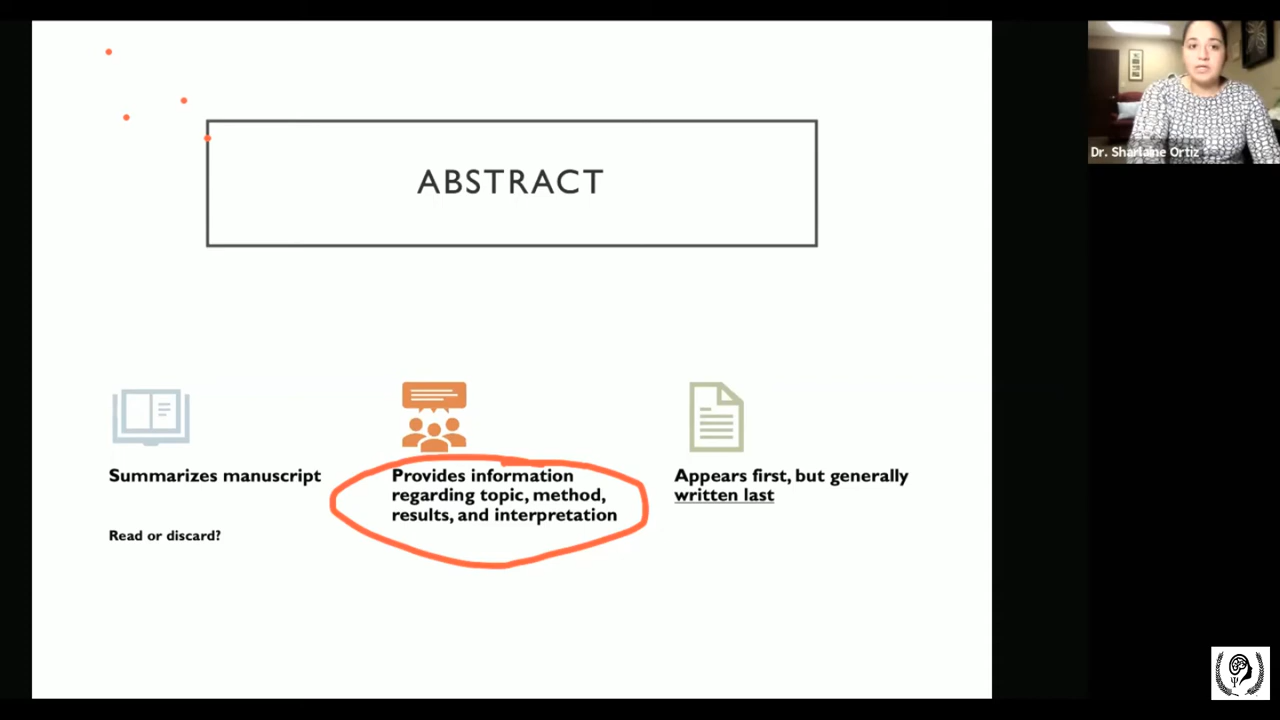 ABSTRACT
Summarizes manuscript
Read or discard?
Provides information
regarding topic, method,
results, and interpretation
Appears first, but generally
written last
Dr. Sharlaine Ortiz
Ψ